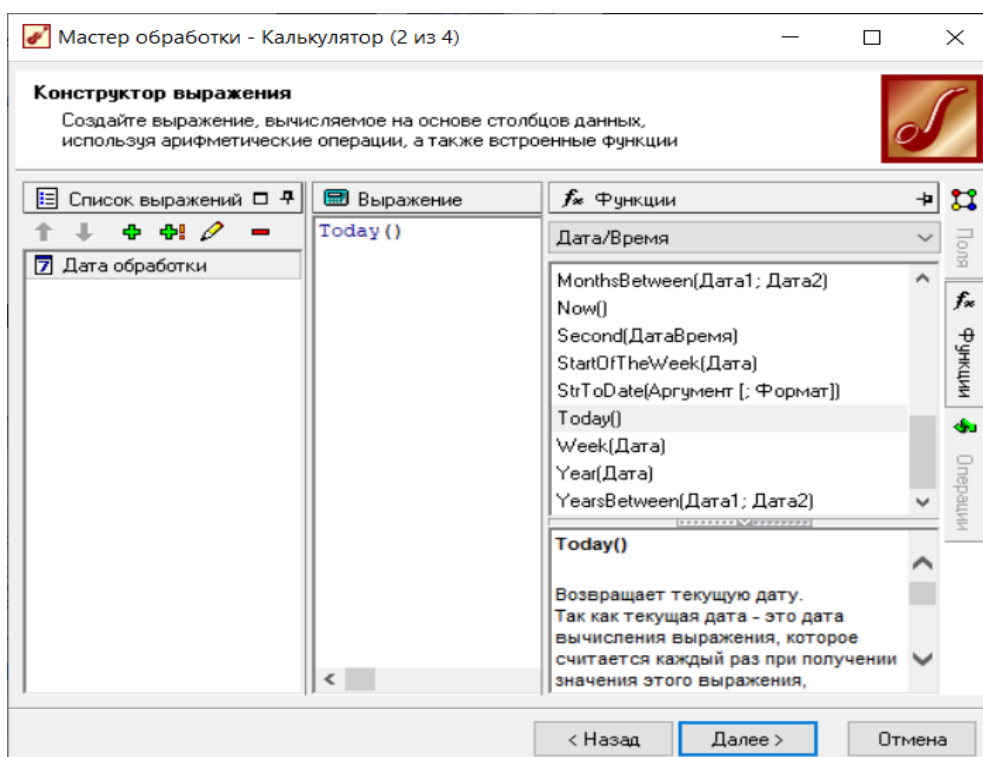 Мастер обработки - Калькулятор (2 из 4)
Конструктор выражения
Создайте выражение, вычисляемое на основе столбцов данных,
используя арифметические операции, а также встроенные функции
Список выражений
Дата обработки
Выражение
Today()
fx Функции
Дата/Время
MonthsBetween(Дата1; Дата2)
Now()
Second(ДатаВремя)
StartOfTheWeek(Дата)
StrToDate(Аргумент [; Формат])
Today()
Week(Дата)
Year(Дата)
YearsBetween(Дата1; Дата2)
Today()
Возвращает текущую дату.
Так как текущая дата - это дата
вычисления выражения, которое
считается каждый раз при получении
значения этого выражения,
Поля
fx Функции
Операции
< Назад
Далее >
Отмена